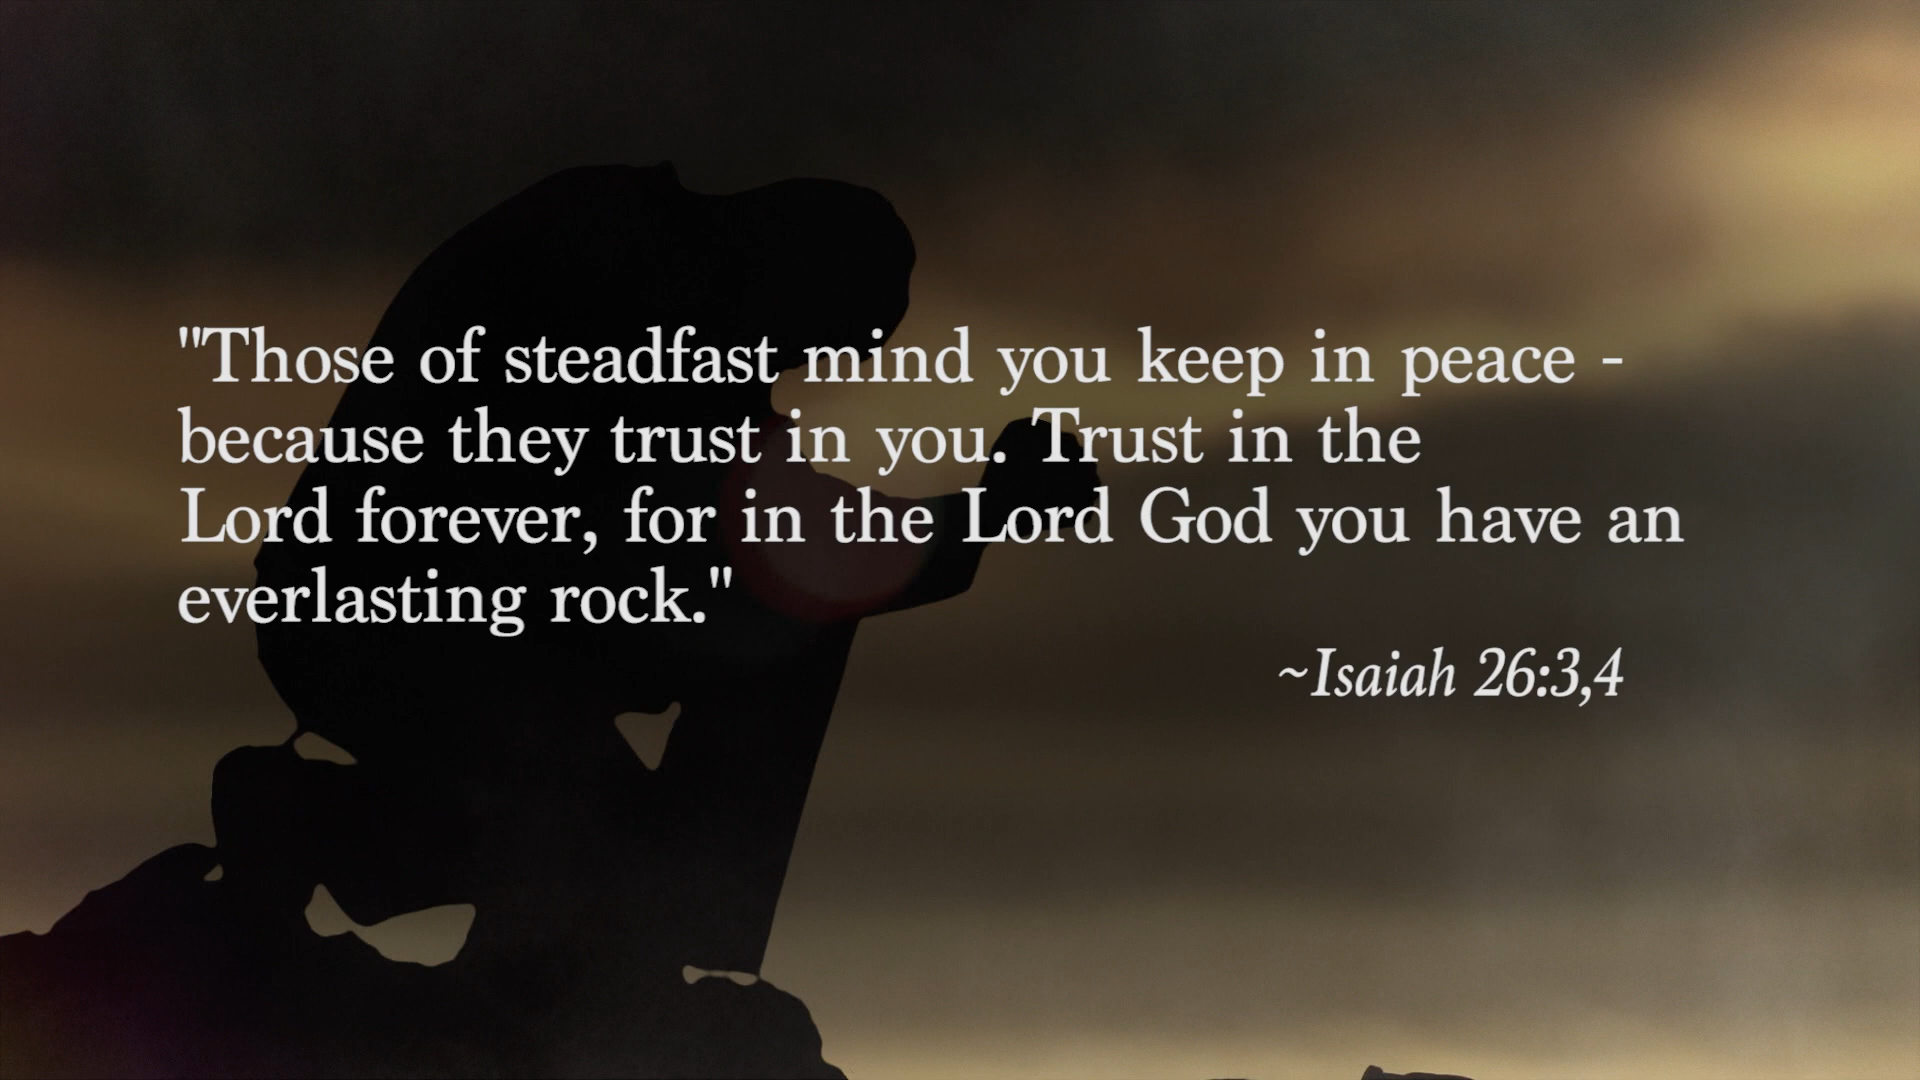 "Those of steadfast mind you keep in peace -
because they trust in you. Trust in the
Lord forever, for in the Lord God you have an
everlasting rock."
~Isaiah 26:3,4